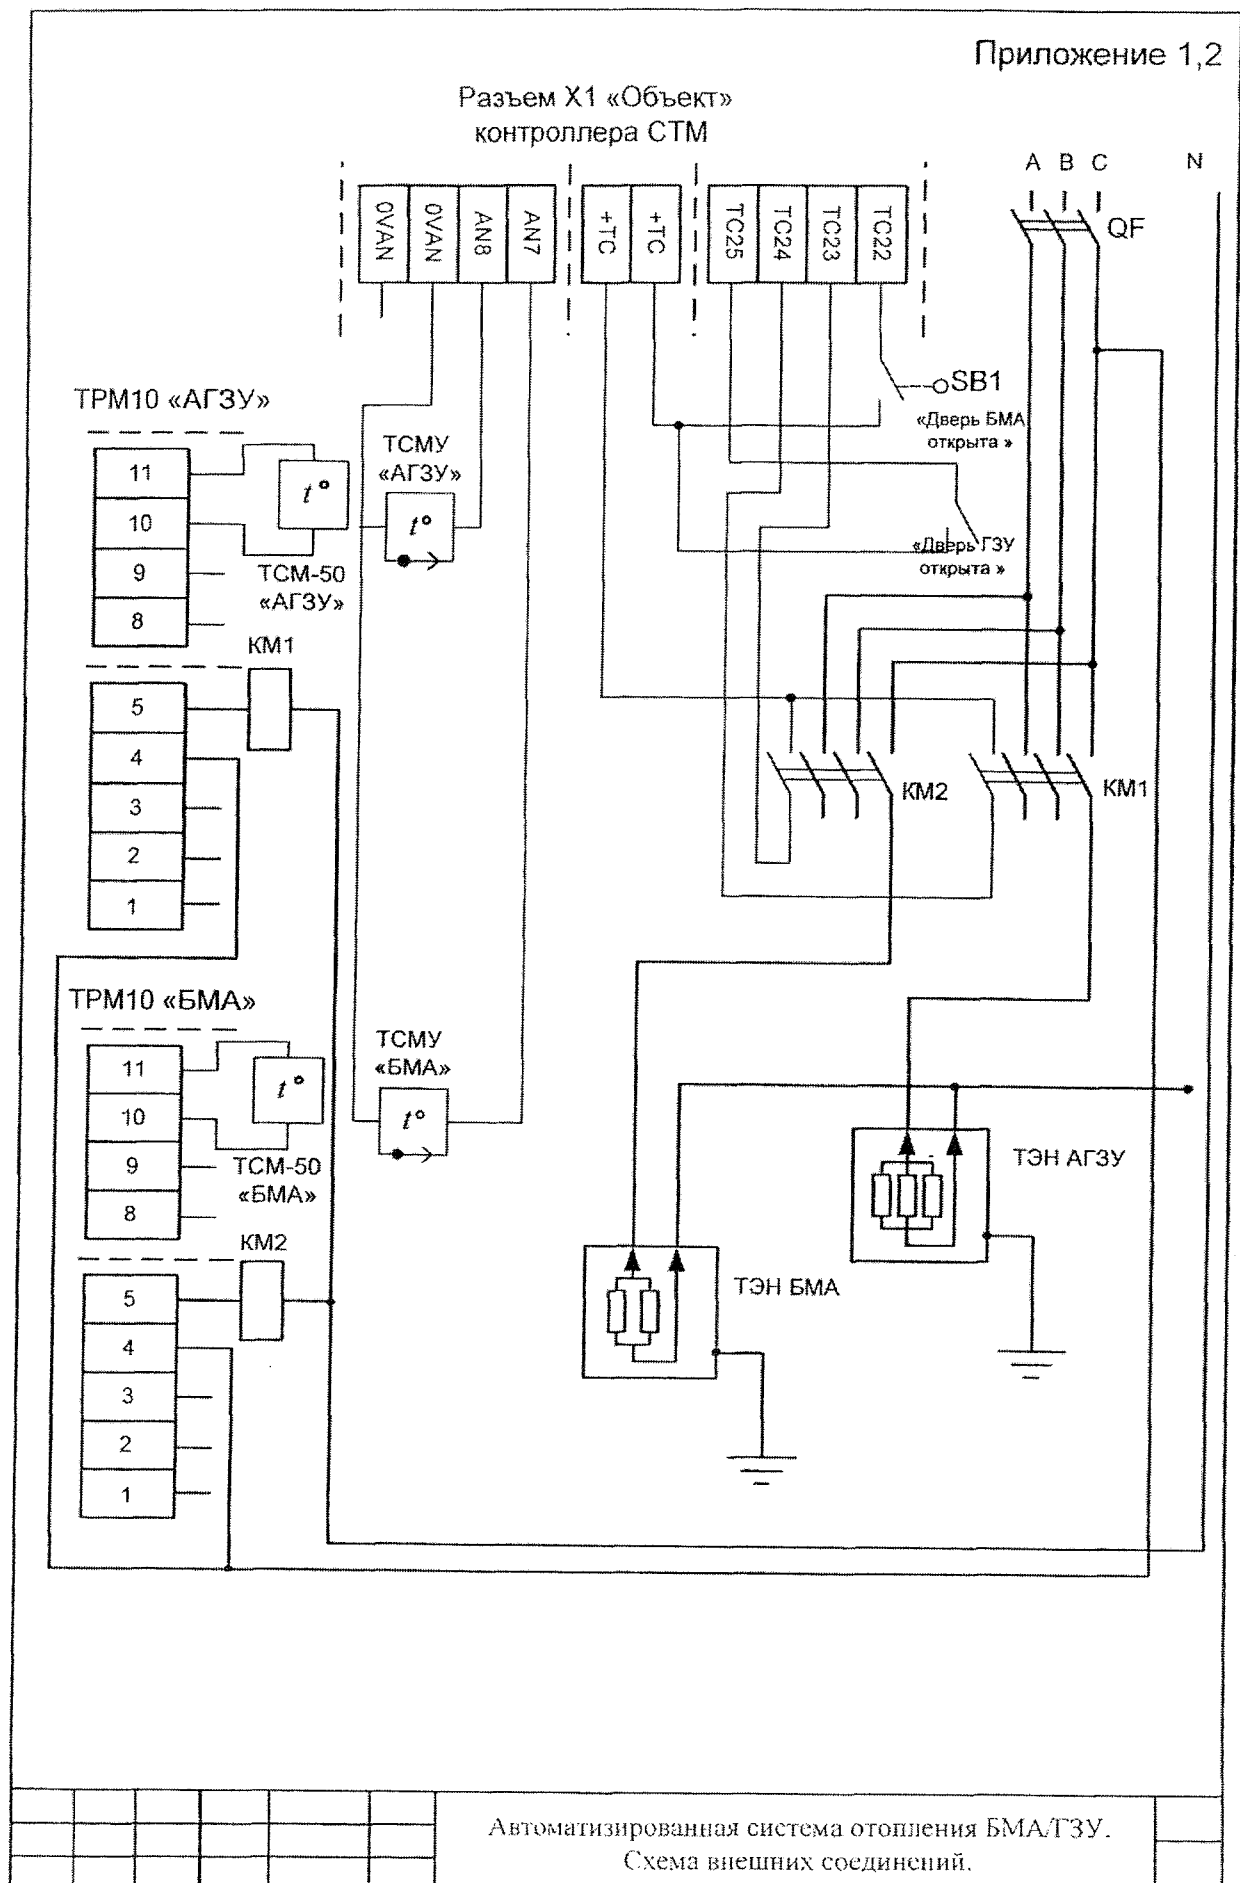 Приложение 1,2
Разъем X1 «Объект»
контроллера СТМ
A B C N
0VAN 0VAN AN8 AN7 +TC +TC TC25 TC24 TC23 TC22
QF
SB1
«Дверь БМА
открыта »
ТРМ10 «АГЗУ»
ТСМУ
«АГЗУ»
11
t°
t°
10
«Дверь ГЗУ
открыта »
9
ТСМ-50
«АГЗУ»
8
КМ1
5
4
3
2
1
КМ2
КМ1
ТРМ10 «БМА»
ТСМУ
«БМА»
11
t°
t°
10
9
ТСМ-50
«БМА»
8
ТЭН АГЗУ
КМ2
ТЭН БМА
5
4
3
2
1
Автоматизированная система отопления БМА/ГЗУ.
Схема внешних соединений.